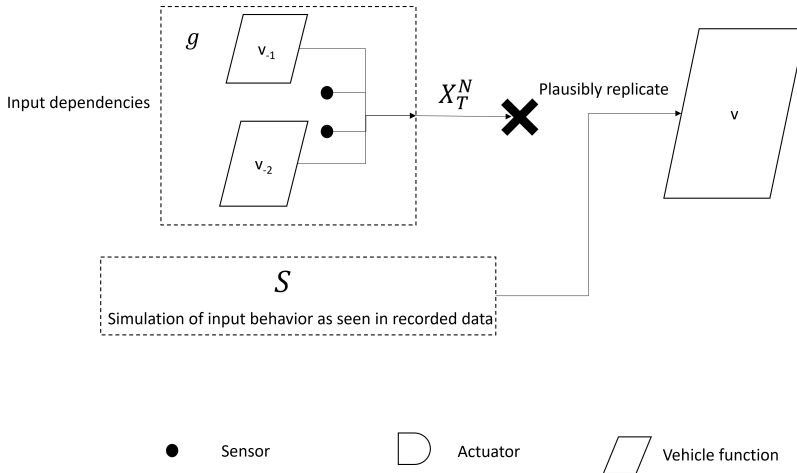 g
v-1
Input dependencies
X_T^N
Plausibly replicate
v
v-2
S
Simulation of input behavior as seen in recorded data
Sensor
Actuator
Vehicle function